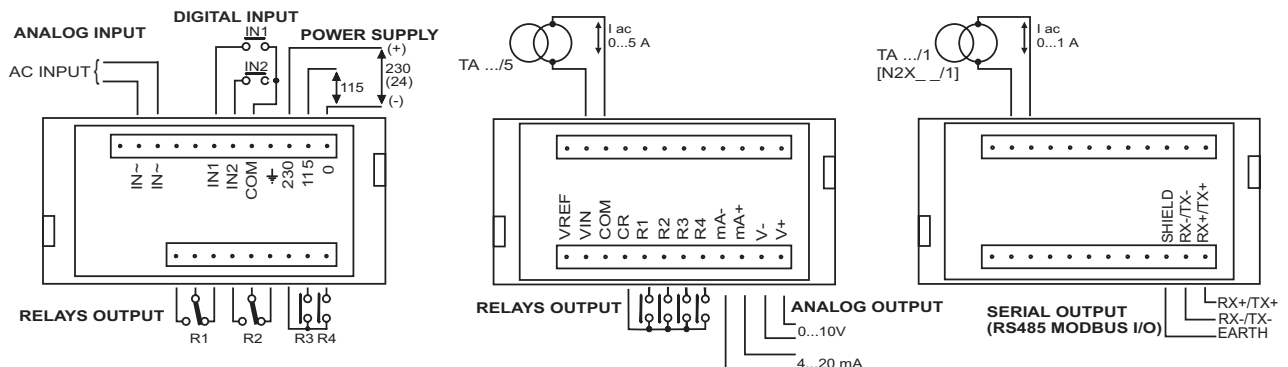 ANALOG INPUT
AC INPUT
DIGITAL INPUT
IN1
IN2
POWER SUPPLY
(+)
230
(24)
115
(-)
IN~
IN~
IN1
IN2
COM
230
115
0
RELAYS OUTPUT
R1
R2
R3 R4
TA .../5
I ac
0...5 A
VREF
VIN
COM
CR
R1
R2
R3
R4
mA-
mA+
V-
V+
RELAYS OUTPUT
ANALOG OUTPUT
0...10V
4...20 mA
TA .../1
[N2X_ _/1]
I ac
0...1 A
SHIELD
RX-/TX-
RX+/TX+
SERIAL OUTPUT
(RS485 MODBUS I/O)
RX+/TX+
RX-/TX-
EARTH